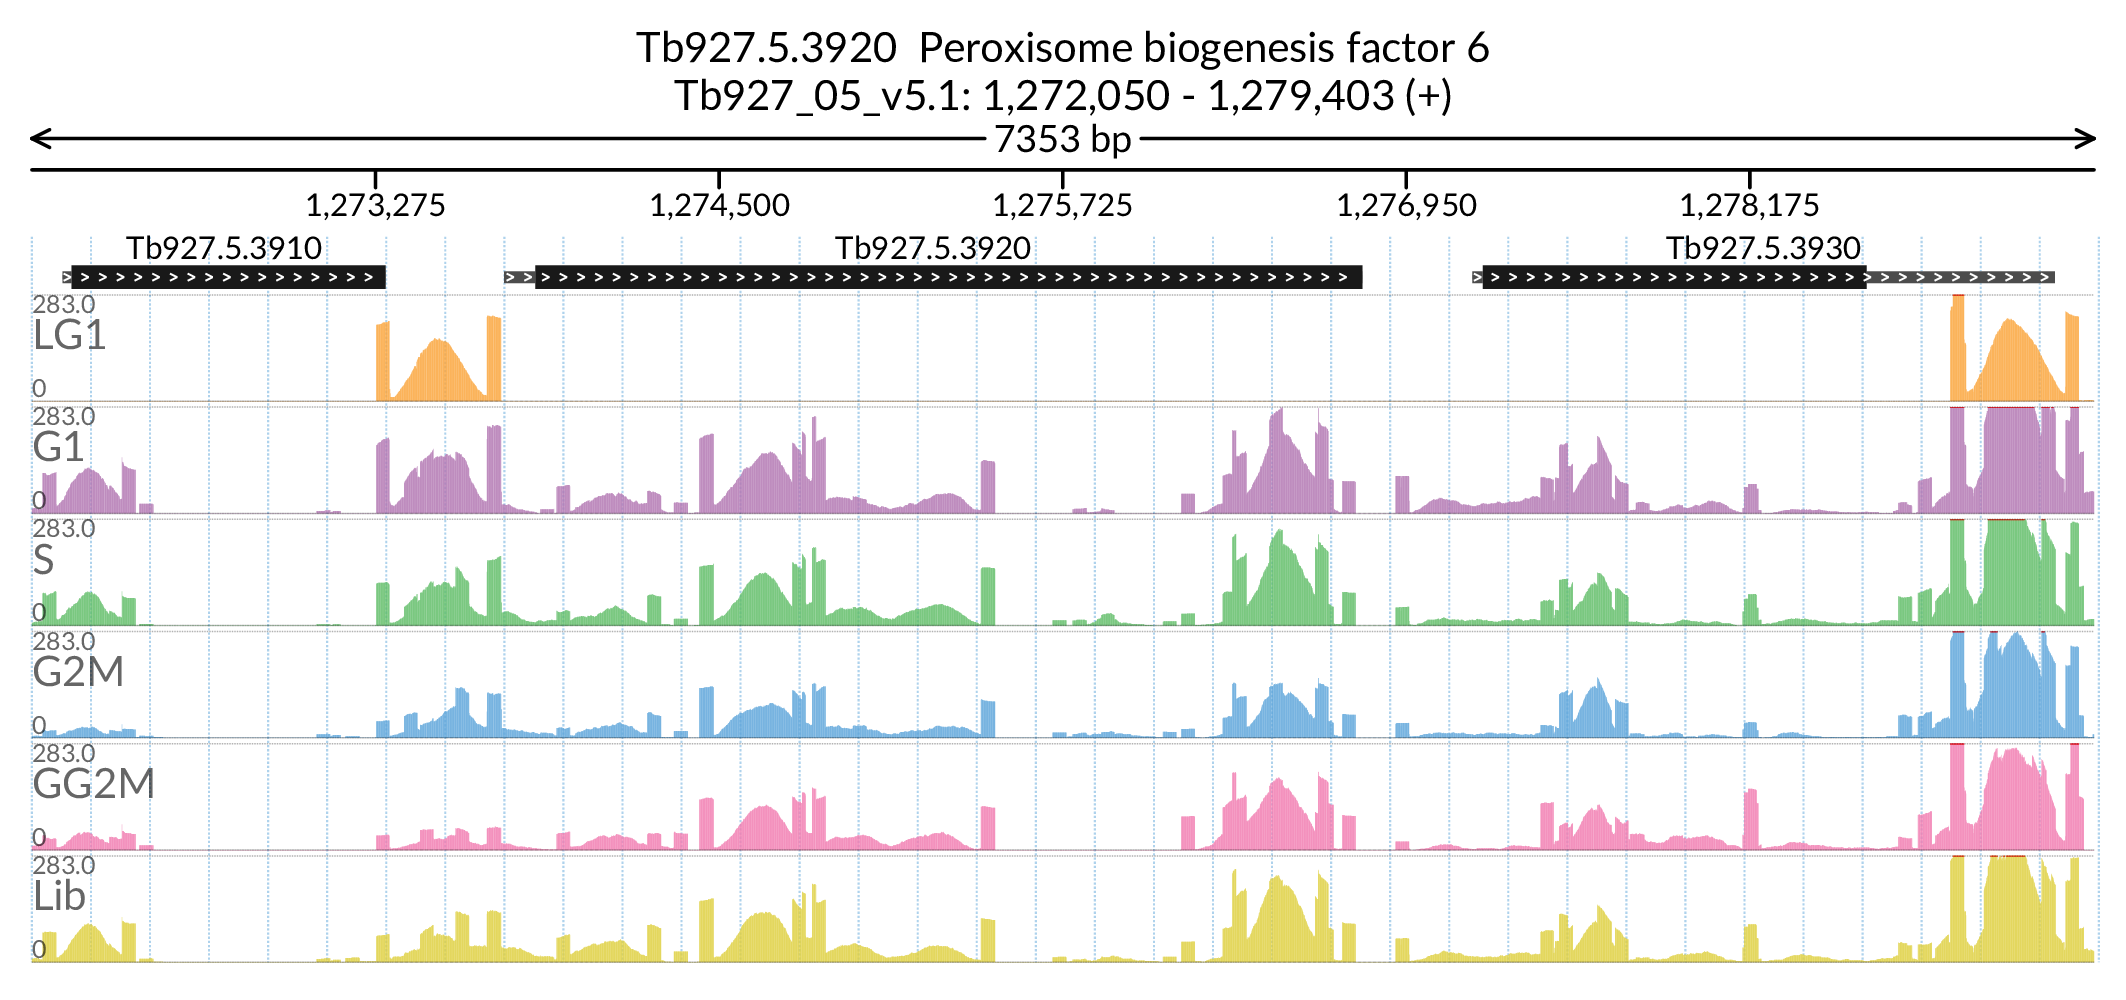 Tb927.5.3920  Peroxisome biogenesis factor 6
Tb927_05_v5.1: 1,272,050 - 1,279,403 (+)
7353 bp
1,273,275 1,274,500 1,275,725 1,276,950 1,278,175
Tb927.5.3910 Tb927.5.3920 Tb927.5.3930
283.0
LG1
0
283.0
G1
0
283.0
S
0
283.0
G2M
0
283.0
GG2M
0
283.0
Lib
0